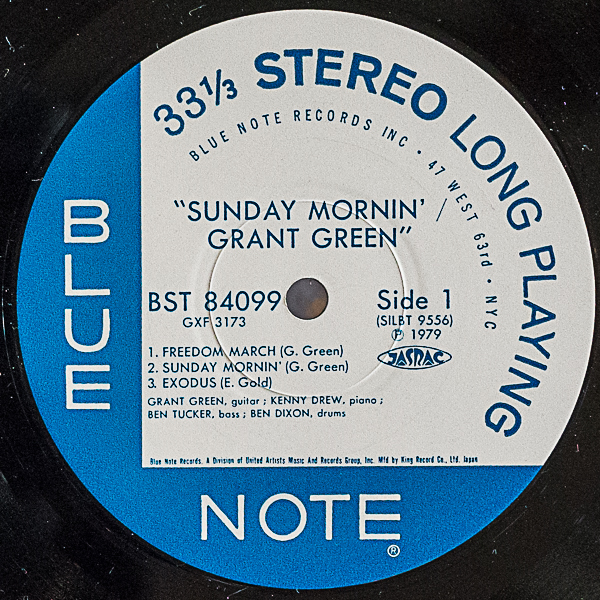 33⅓ STEREO LONG PLAYING
BLUE NOTE RECORDS INC · 47 WEST 63rd · NYC
"SUNDAY MORNIN' /
GRANT GREEN"
BST 84099
GXF 3173
Side 1
(SILBT 9556)
Ⓟ 1979
JASRAC
1. FREEDOM MARCH (G. Green)
2. SUNDAY MORNIN' (G. Green)
3. EXODUS (E. Gold)
GRANT GREEN, guitar ; KENNY DREW, piano ;
BEN TUCKER, bass ; BEN DIXON, drums
Blue Note Records. A Division of United Artists Music And Records Group, Inc. Mfd by King Record Co., Ltd. Japan
BLUE
NOTE®